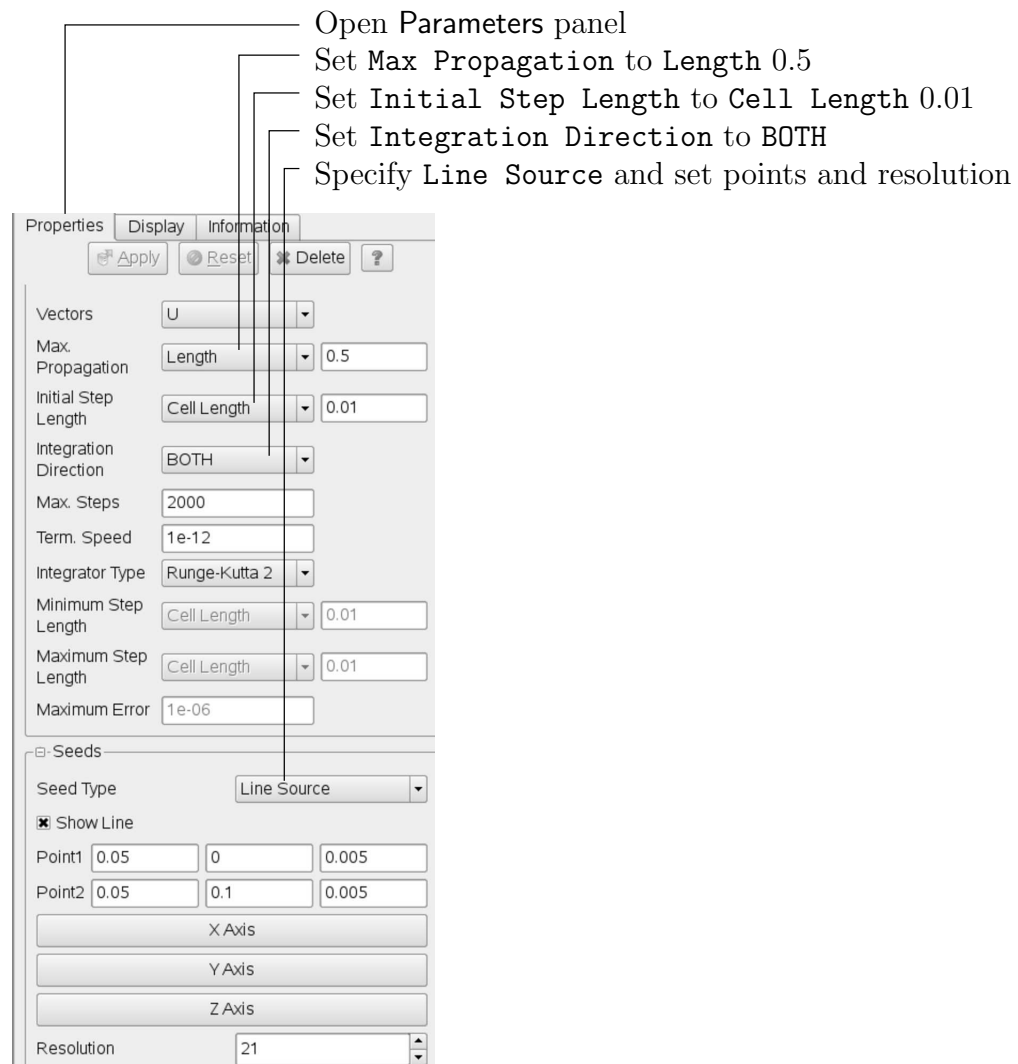 Open Parameters panel
Set Max Propagation to Length 0.5
Set Initial Step Length to Cell Length 0.01
Set Integration Direction to BOTH
Specify Line Source and set points and resolution
Properties Display Information
Apply Reset Delete ?
Vectors U
Max.
Propagation Length 0.5
Initial Step
Length Cell Length 0.01
Integration
Direction BOTH
Max. Steps 2000
Term. Speed 1e-12
Integrator Type Runge-Kutta 2
Minimum Step
Length Cell Length 0.01
Maximum Step
Length Cell Length 0.01
Maximum Error 1e-06
Seeds
Seed Type Line Source
Show Line
Point1 0.05 0 0.005
Point2 0.05 0.1 0.005
X Axis
Y Axis
Z Axis
Resolution 21